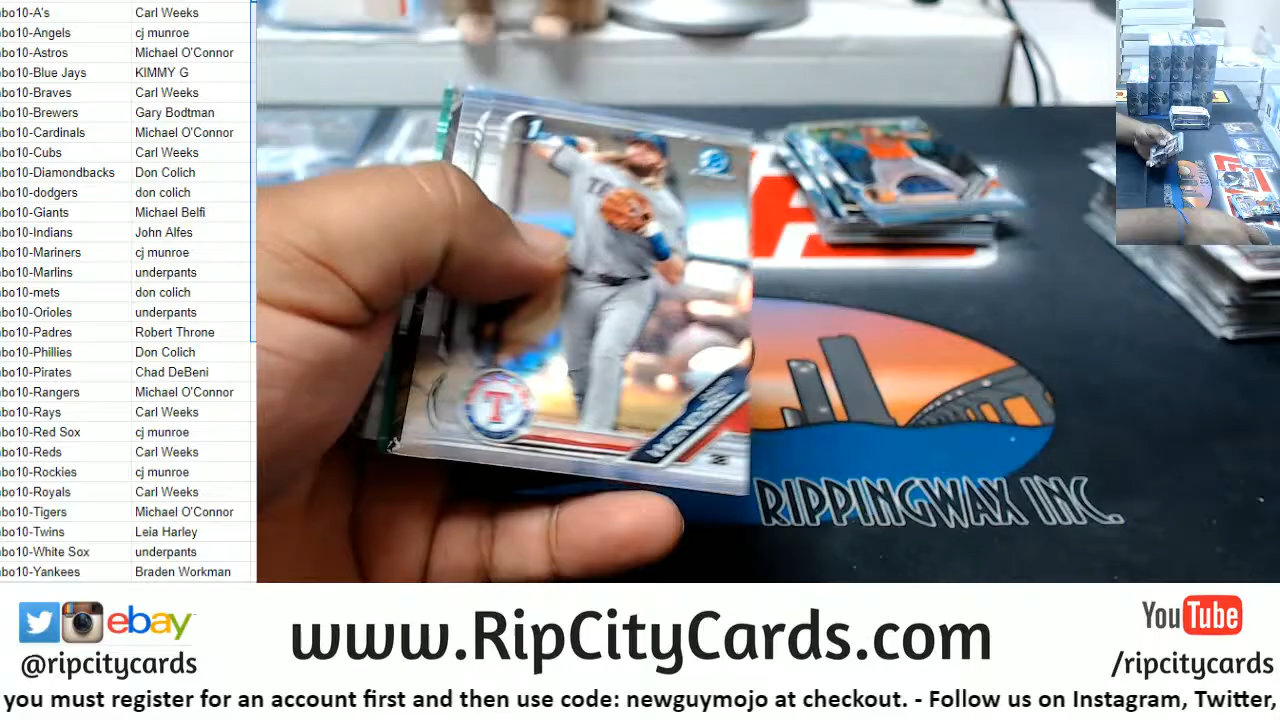 bo10-A's Carl Weeks
bo10-Angels cj munroe
bo10-Astros Michael O'Connor
bo10-Blue Jays KIMMY G
bo10-Braves Carl Weeks
bo10-Brewers Gary Bodtman
bo10-Cardinals Michael O'Connor
bo10-Cubs Carl Weeks
bo10-Diamondbacks Don Colich
bo10-dodgers don colich
bo10-Giants Michael Belfi
bo10-Indians John Alfes
bo10-Mariners cj munroe
bo10-Marlins underpants
bo10-mets don colich
bo10-Orioles underpants
bo10-Padres Robert Throne
bo10-Phillies Don Colich
bo10-Pirates Chad DeBeni
bo10-Rangers Michael O'Connor
bo10-Rays Carl Weeks
bo10-Red Sox cj munroe
bo10-Reds Carl Weeks
bo10-Rockies cj munroe
bo10-Royals Carl Weeks
bo10-Tigers Michael O'Connor
bo10-Twins Leia Harley
bo10-White Sox underpants
bo10-Yankees Braden Workman
1st
T
RIPPINGWAX INC.
ebay
@ripcitycards
www.RipCityCards.com
YouTube
/ripcitycards
you must register for an account first and then use code: newguymojo at checkout. - Follow us on Instagram, Twitter,